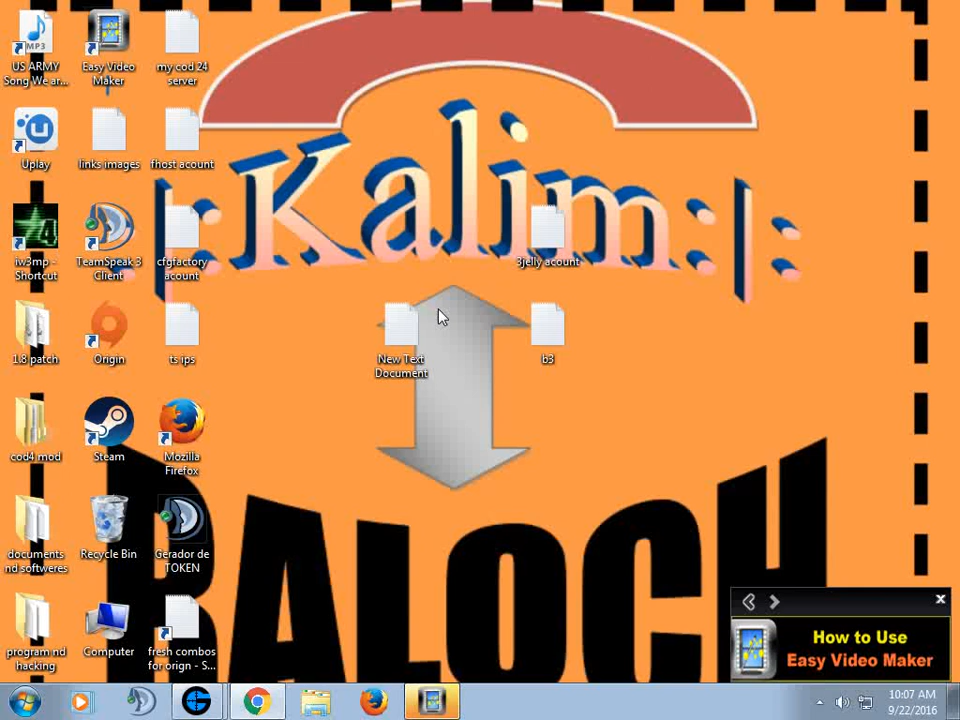 US ARMY
Song We ar...
Easy Video
Maker
my cod 24
server
Uplay
links images
fhost acount
iw3mp -
Shortcut
TeamSpeak 3
Client
cfgfactory
acount
3jelly acount
1.8 patch
Origin
ts ips
New Text
Document
b3
cod4 mod
Steam
Mozilla
Firefox
documents
nd softweres
Recycle Bin
Gerador de
TOKEN
program nd
hacking
Computer
fresh combos
for orign - S...
MP3
|:Kalim:|:
BALOCH
How to Use
Easy Video Maker
10:07 AM
9/22/2016